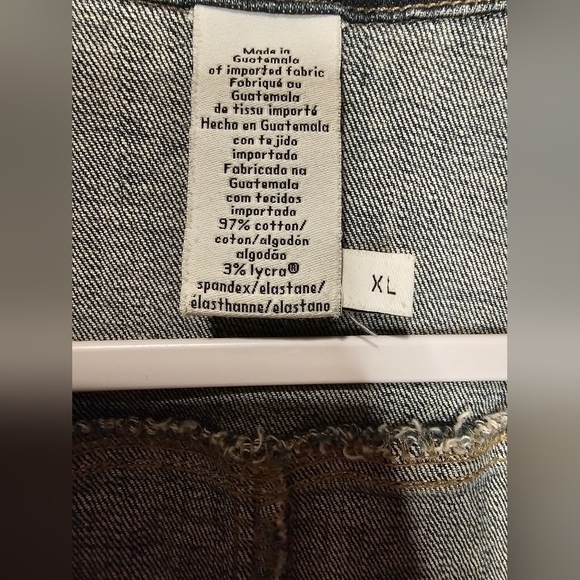 Made in
Guatemala
of imported fabric
Fabriqué au
Guatemala
de tissu importé
Hecho en Guatemala
con tejido
importado
Fabricado na
Guatemala
com tecidos
importada
97% cotton/
coton/algodón
algodão
3% lycra®
spandex/elastane/
élasthanne/elastano
XL